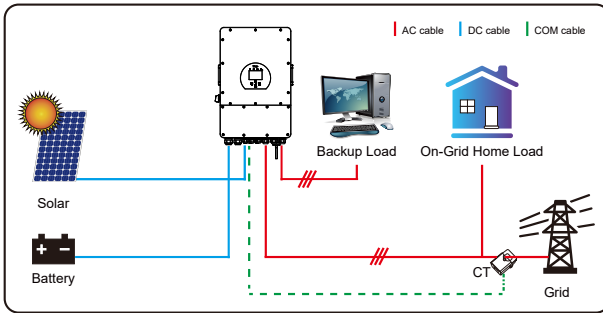 AC cable
DC cable
COM cable
Backup Load
On-Grid Home Load
Solar
Battery
CT
Grid